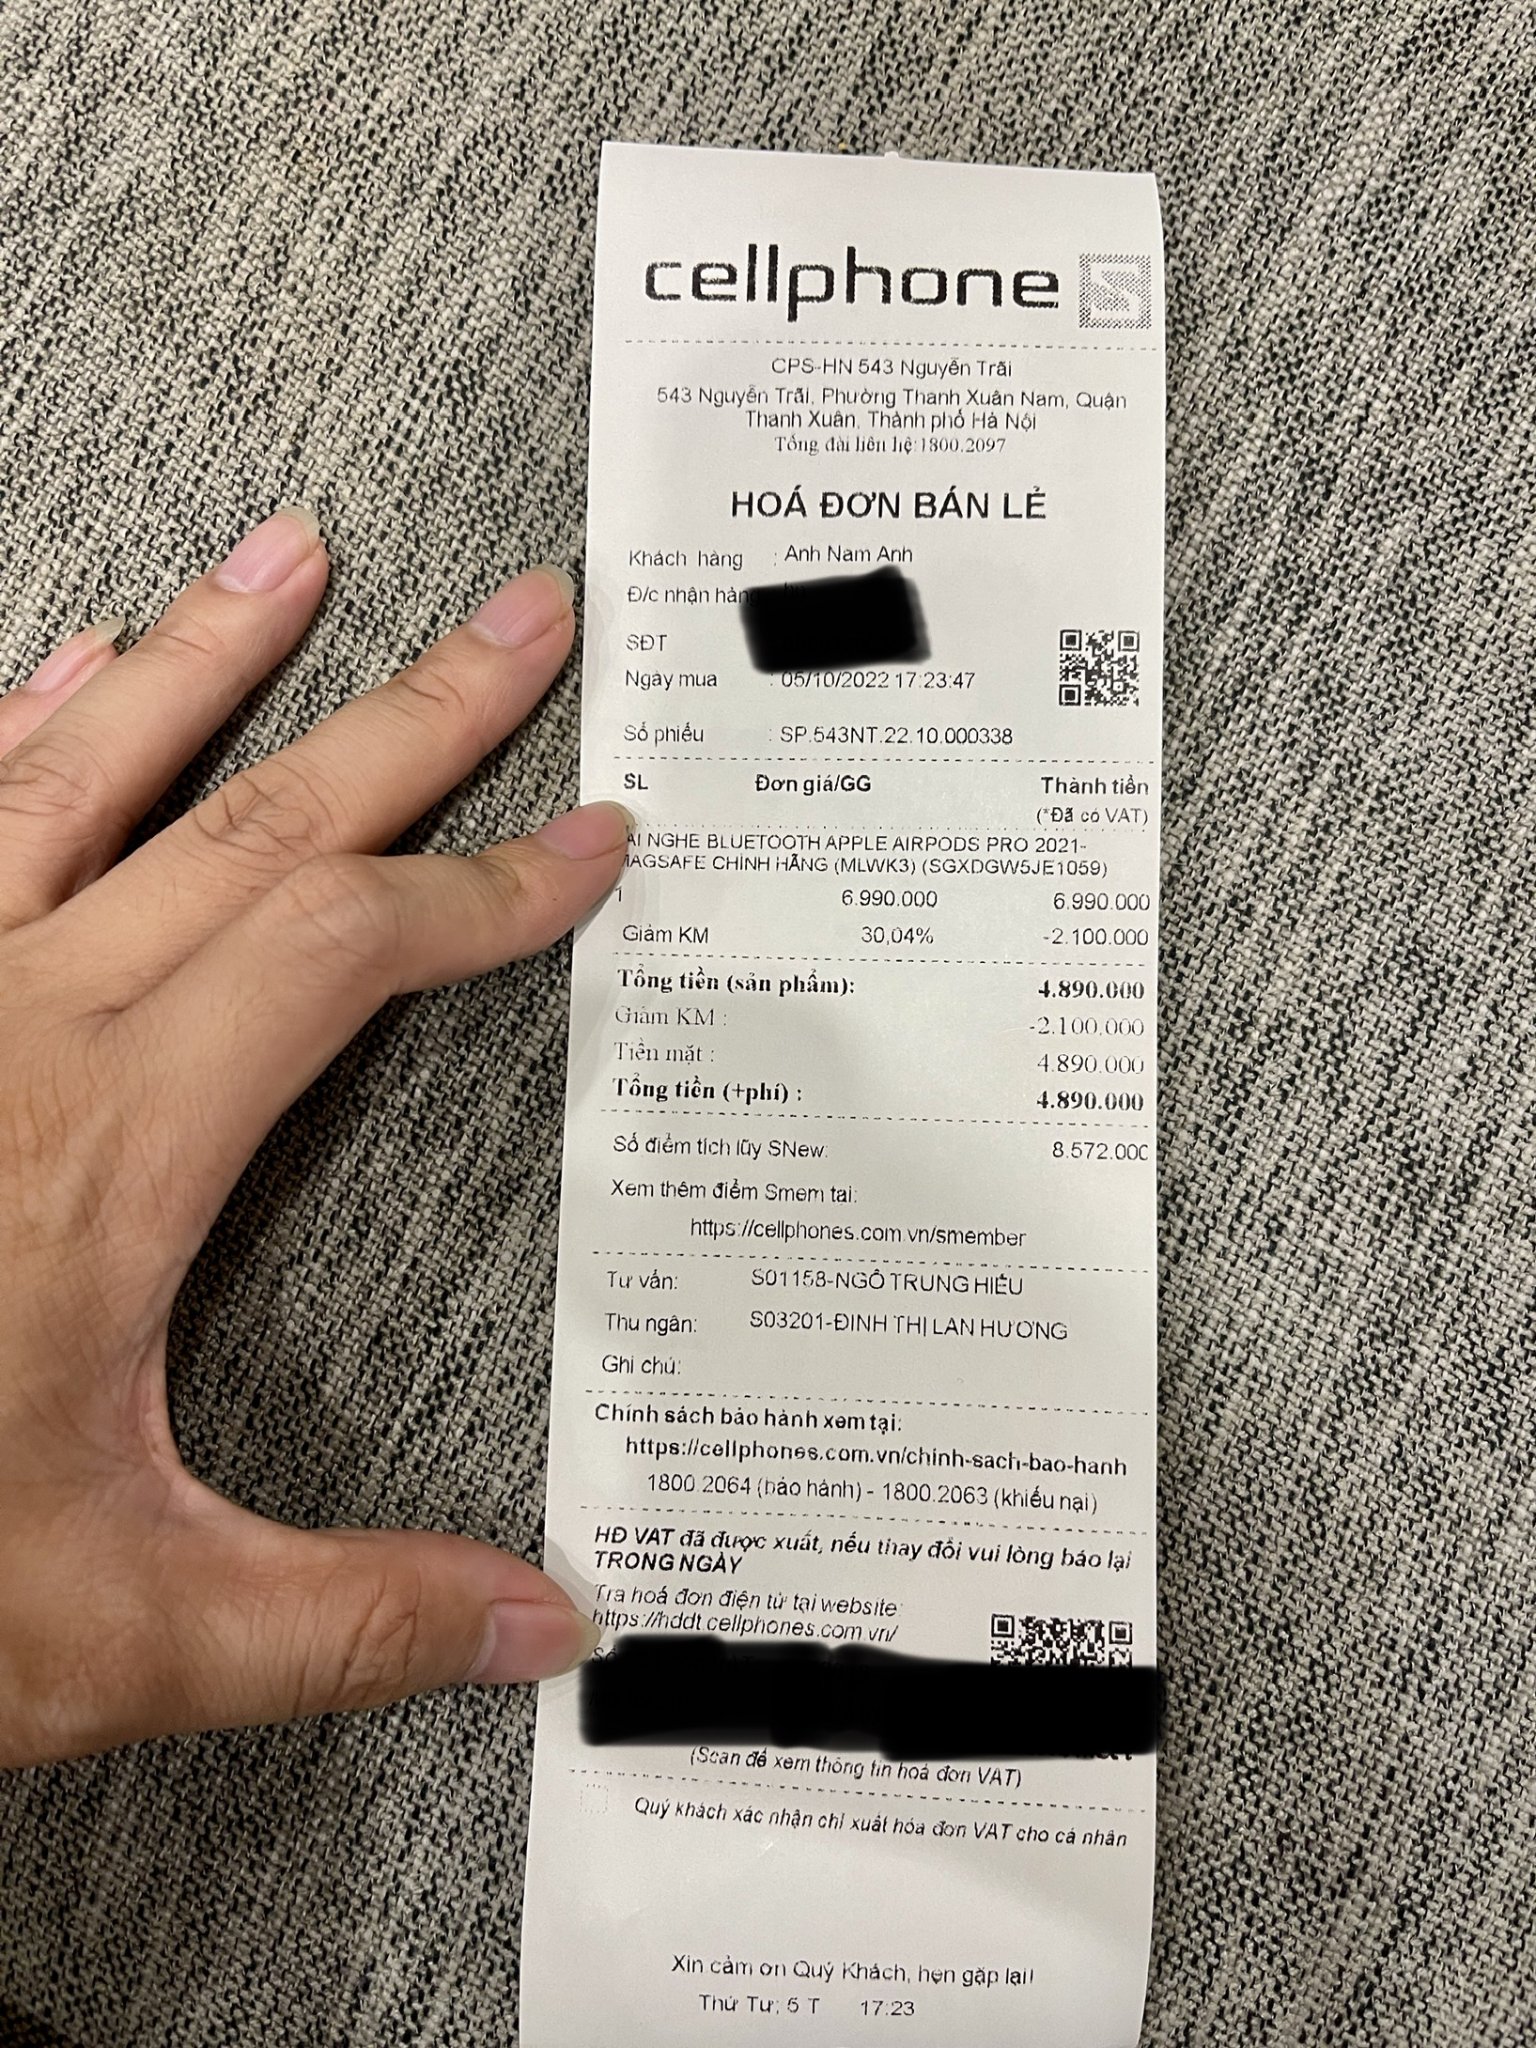 cellphone S
CPS-HN 543 Nguyễn Trãi
543 Nguyễn Trãi, Phường Thanh Xuân Nam, Quận
Thanh Xuân, Thành phố Hà Nội
Tổng đài liên hệ:1800.2097
HOÁ ĐƠN BÁN LẺ
Khách hàng : Anh Nam Anh
Đ/c nhận hàng
SĐT
Ngày mua : 05/10/2022 17:23:47
Số phiếu : SP.543NT.22.10.000338
SL Đơn giá/GG Thành tiền
(*Đã có VAT)
NGHE BLUETOOTH APPLE AIRPODS PRO 2021-
CHÍNH HÃNG (MLWK3) (SGXDGW5JE1059)
1 6.990.000 6.990.000
Giảm KM 30,04% -2.100.000
Tổng tiền (sản phẩm): 4.890.000
Giảm KM : -2.100.000
Tiền mặt : 4.890.000
Tổng tiền (+phí) : 4.890.000
Số điểm tích lũy SNew: 8.572.000
Xem thêm điểm Smem tại:
https://cellphones.com.vn/smember
Tư vấn: S01158-NGÔ TRUNG HIẾU
Thu ngân: S03201-ĐINH THỊ LAN HƯƠNG
Ghi chú:
Chính sách bảo hành xem tại:
https://cellphones.com.vn/chinh-sach-bao-hanh
1800.2064 (bảo hành) - 1800.2063 (khiếu nại)
HĐ VAT đã được xuất, nếu thay đổi vui lòng báo lại
TRONG NGÀY
Tra hoá đơn điện tử tại website:
https://hddt.cellphones.com.vn/
(Scan để xem thông tin hoá đơn VAT)
Quý khách xác nhận chỉ xuất hóa đơn VAT cho cá nhân
Xin cảm ơn Quý Khách, hẹn gặp lại!
Thứ Tư, 5 T 17:23